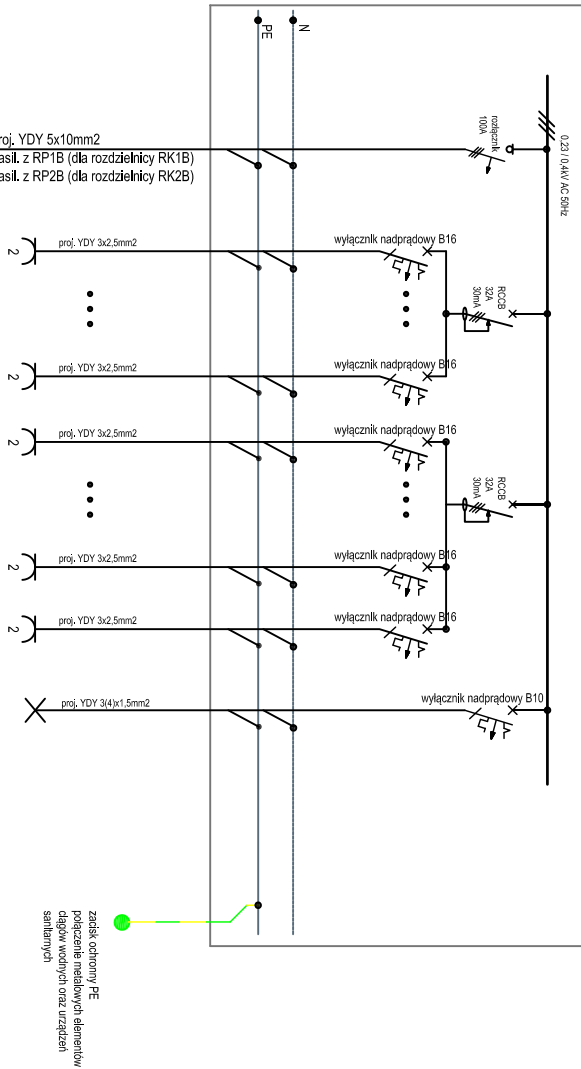 N
PE
0.23 / 0,4kV AC 50Hz
rozłącznik
100A
proj. YDY 5x10mm2
zasil. z RP1B (dla rozdzielnicy RK1B)
zasil. z RP2B (dla rozdzielnicy RK2B)
wyłącznik nadprądowy B16
proj. YDY 3x2,5mm2
2
RCCB
32A
30mA
wyłącznik nadprądowy B16
proj. YDY 3x2,5mm2
2
wyłącznik nadprądowy B16
proj. YDY 3x2,5mm2
2
RCCB
32A
30mA
wyłącznik nadprądowy B16
proj. YDY 3x2,5mm2
2
wyłącznik nadprądowy B16
proj. YDY 3x2,5mm2
2
wyłącznik nadprądowy B10
proj. YDY 3(4)x1,5mm2
zacisk ochronny PE
połączenie metalowych elementów
ciągów wodnych oraz urządzeń
sanitarnych